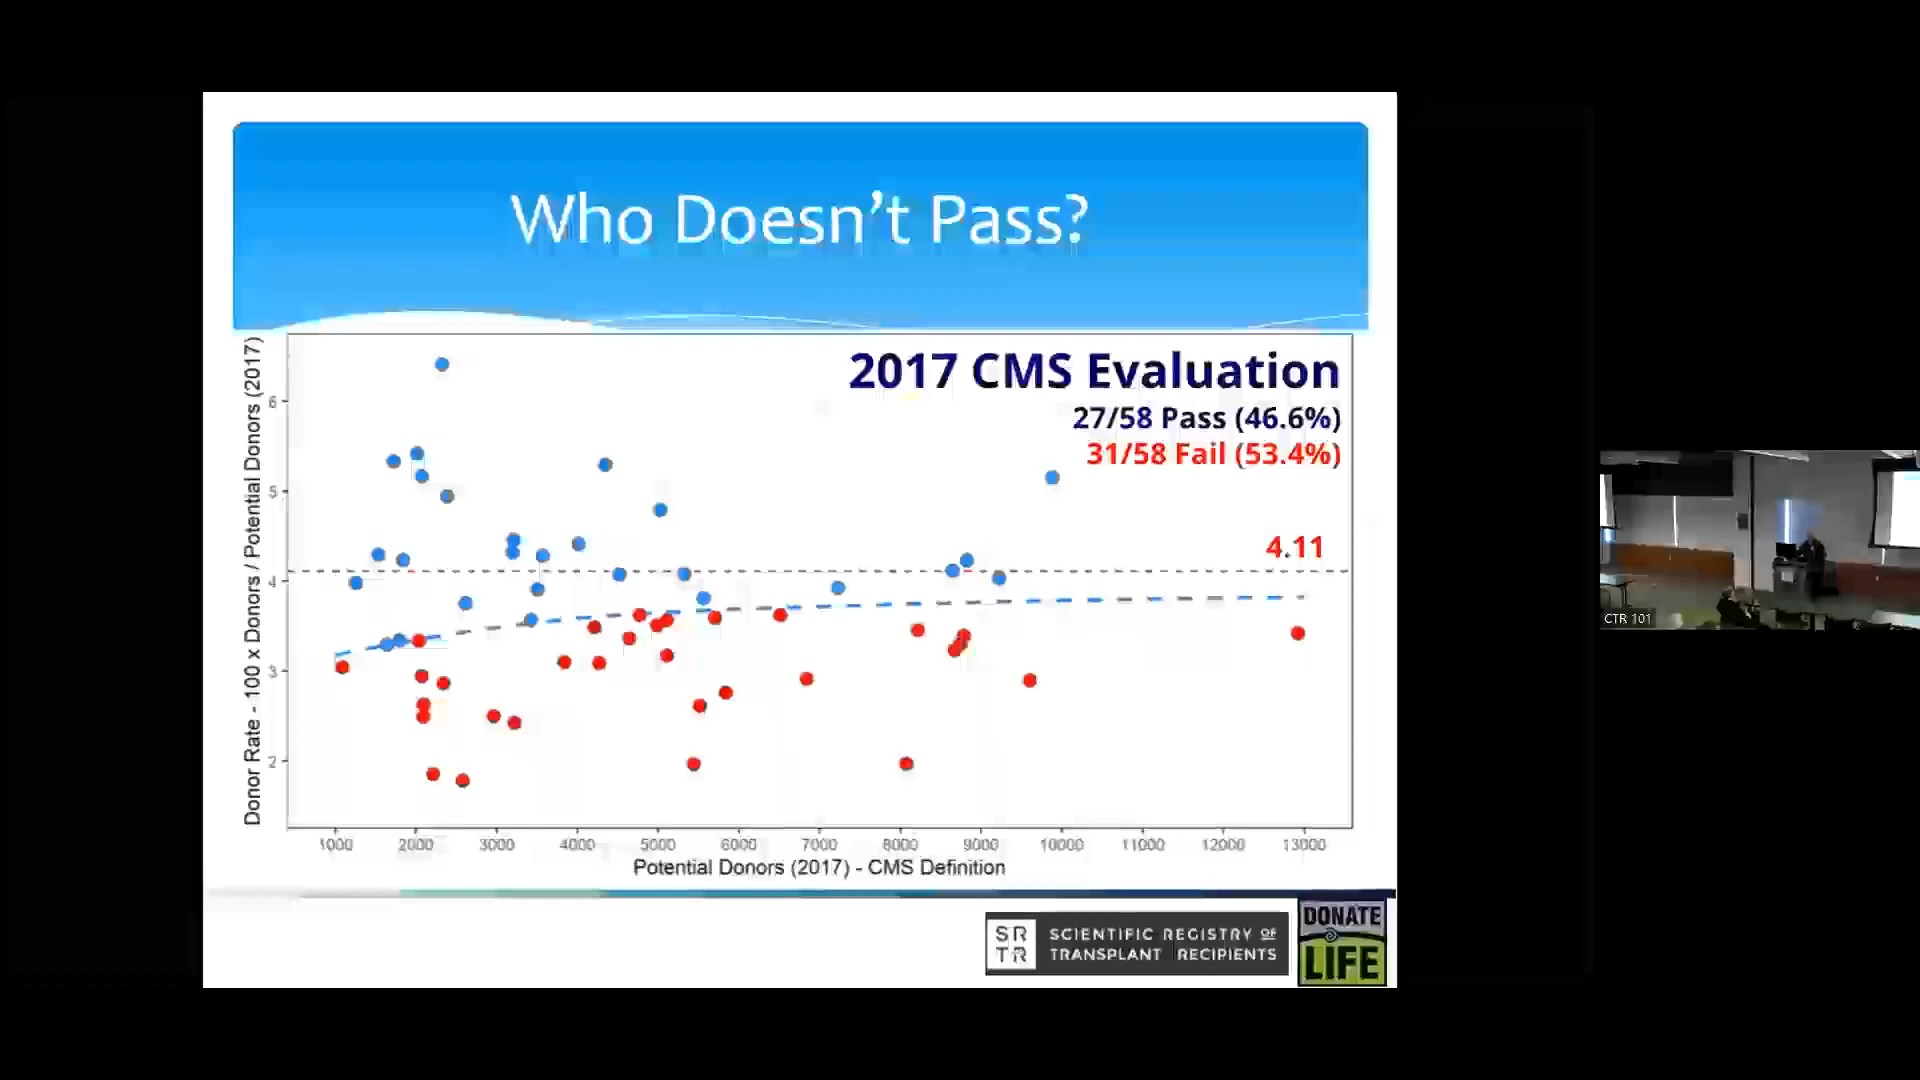 Who Doesn't Pass?
2017 CMS Evaluation
27/58 Pass (46.6%)
31/58 Fail (53.4%)
4.11
Donor Rate - 100 x Donors / Potential Donors (2017)
6
5
4
3
2
1000 2000 3000 4000 5000 6000 7000 8000 9000 10000 11000 12000 13000
Potential Donors (2017) - CMS Definition
SR
TR
SCIENTIFIC REGISTRY OF
TRANSPLANT RECIPIENTS
DONATE
LIFE
CTR 101